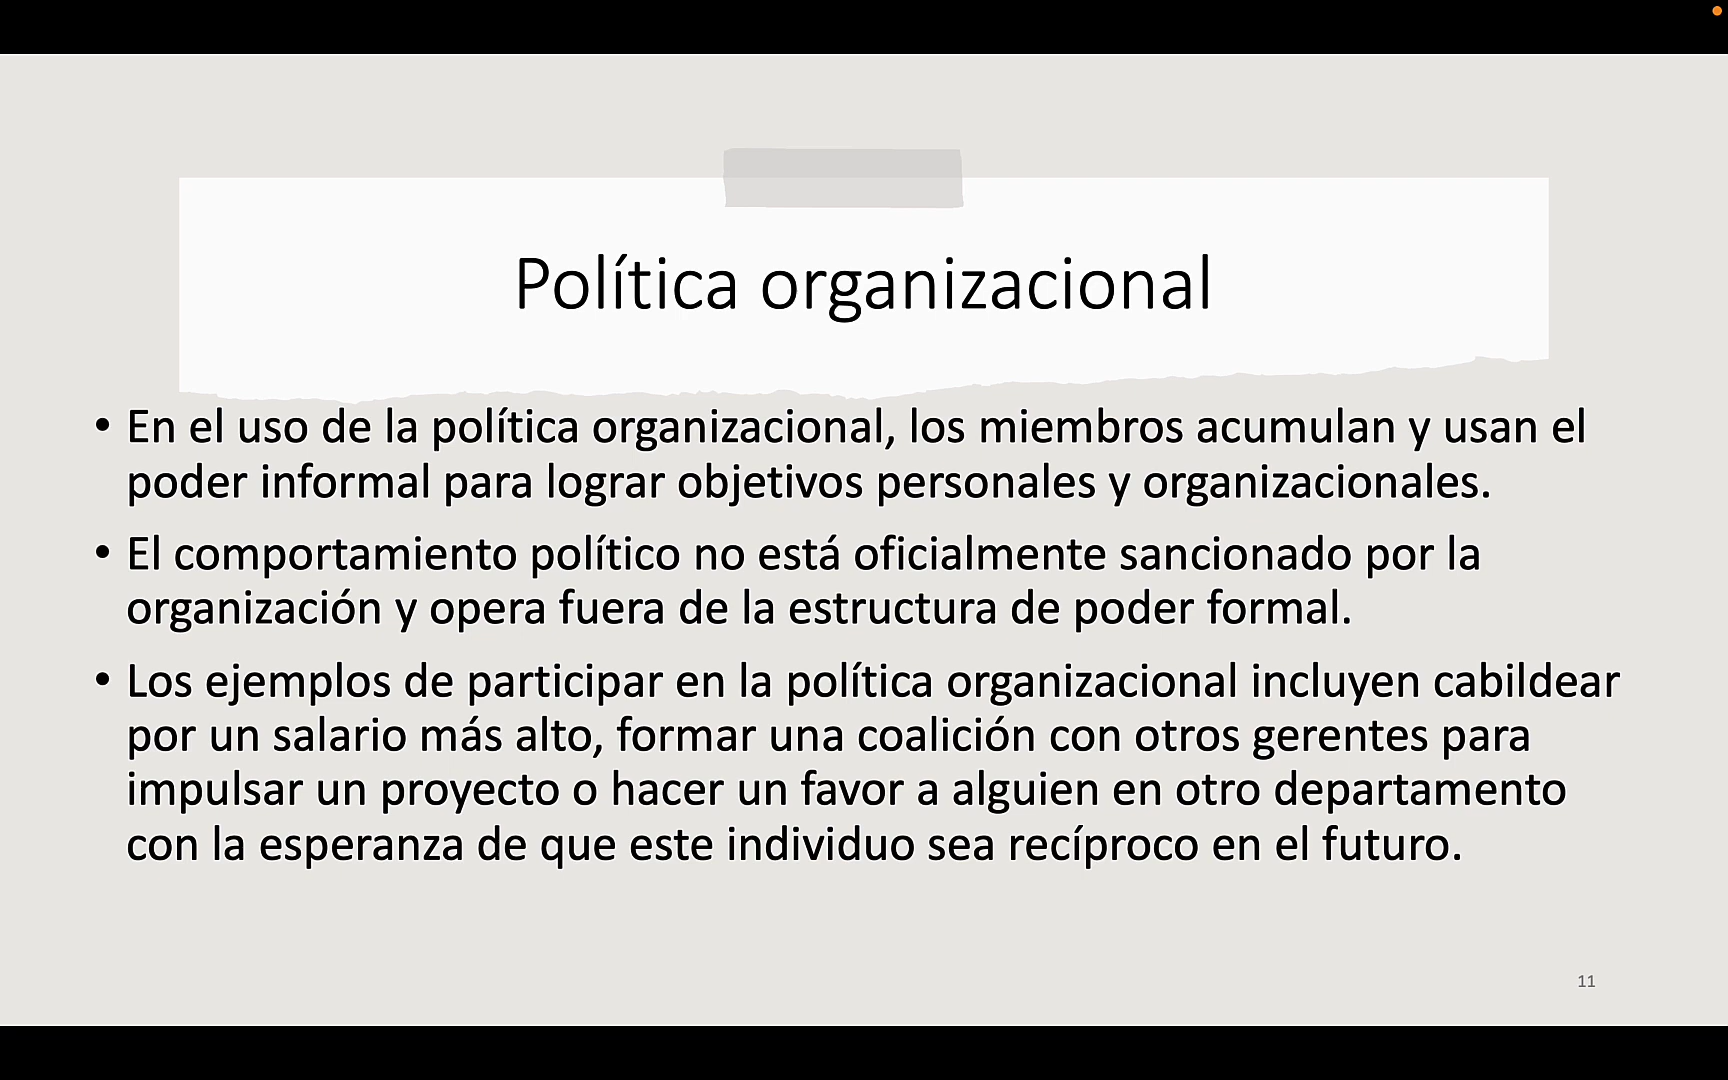 Política organizacional
• En el uso de la política organizacional, los miembros acumulan y usan el
poder informal para lograr objetivos personales y organizacionales.
• El comportamiento político no está oficialmente sancionado por la
organización y opera fuera de la estructura de poder formal.
• Los ejemplos de participar en la política organizacional incluyen cabildear
por un salario más alto, formar una coalición con otros gerentes para
impulsar un proyecto o hacer un favor a alguien en otro departamento
con la esperanza de que este individuo sea recíproco en el futuro.
11